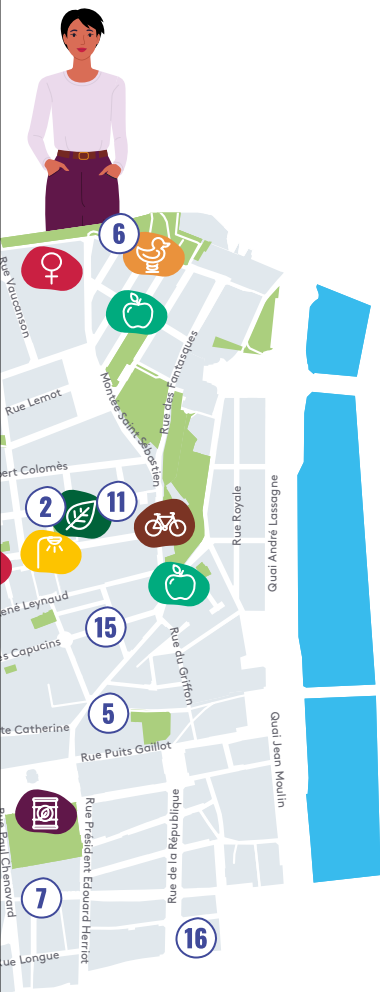 6
Rue Vaucanson
Rue des Fantasques
Rue Lemot
Montée Saint Sébastien
ert Colomès
2
11
Rue Royale
Quai André Lassagne
ené Leynaud
15
s Capucins
Rue du Griffon
5
te Catherine
Rue Puits Gaillot
Quai Jean Moulin
Rue Paul Chenavard
Rue Président Edouard Herriot
Rue de la République
7
16
ue Longue